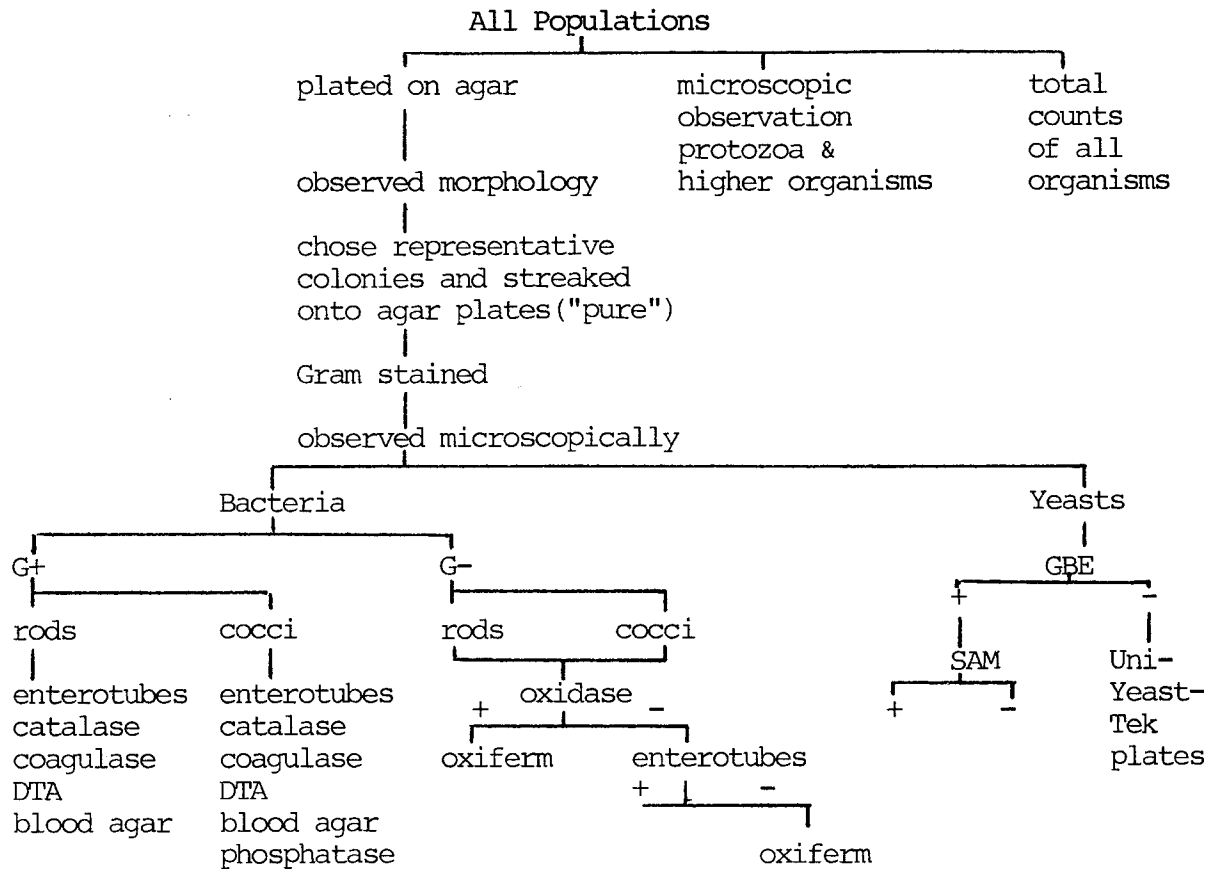 All Populations
plated on agar
microscopic
observation
protozoa &
higher organisms
total
counts
of all
organisms
observed morphology
chose representative
colonies and streaked
onto agar plates("pure")
Gram stained
observed microscopically
Bacteria
Yeasts
G+
G-
GBE
+ -
rods
cocci
rods
cocci
SAM
+ -
Uni-
Yeast-
Tek
plates
enterotubes
catalase
coagulase
DTA
blood agar
enterotubes
catalase
coagulase
DTA
blood agar
phosphatase
oxidase
+ -
oxiferm
enterotubes
+ -
oxiferm